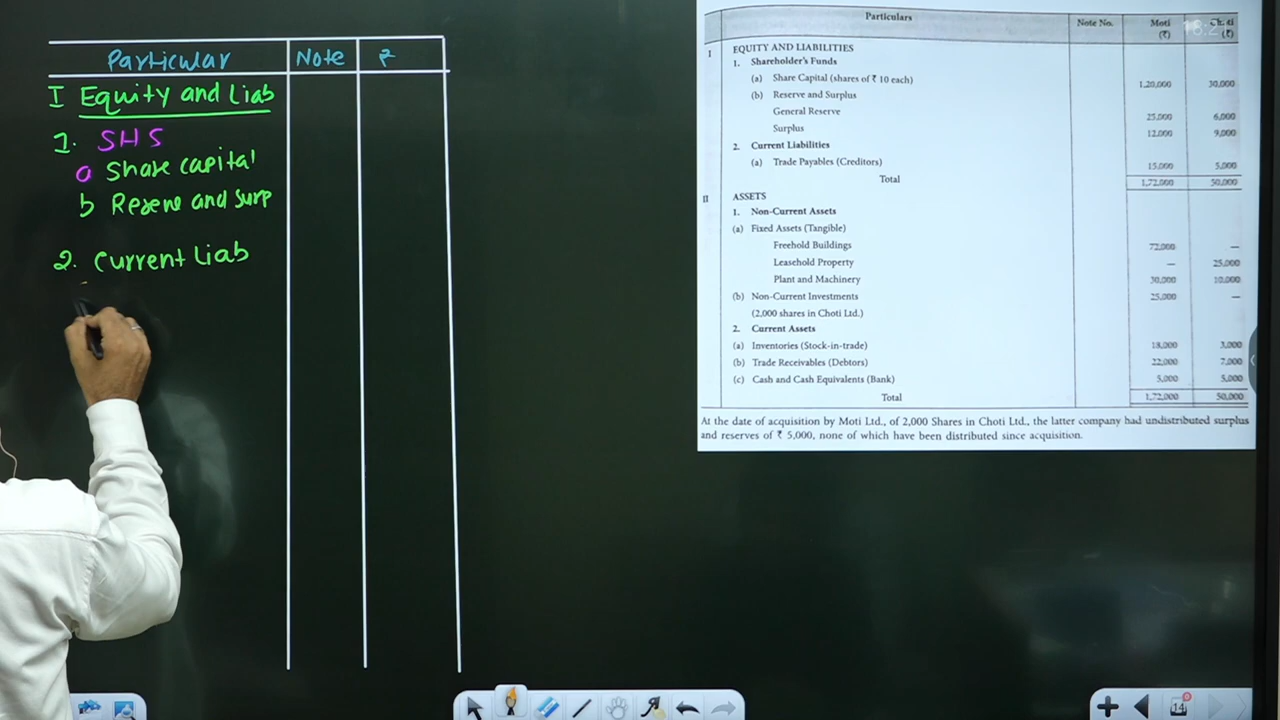 Particular Note ₹
I Equity and Liab
1. SHS
a Share capital
b Reserve and Surp
2. Current Liab
Particulars Note No. Moti (₹) (₹)
I EQUITY AND LIABILITIES
1. Shareholder's Funds
(a) Share Capital (shares of ₹ 10 each) 1,20,000 30,000
(b) Reserve and Surplus
General Reserve 25,000 6,000
Surplus 12,000 9,000
2. Current Liabilities
(a) Trade Payables (Creditors) 15,000 5,000
Total 1,72,000 50,000
II ASSETS
1. Non-Current Assets
(a) Fixed Assets (Tangible)
Freehold Buildings 72,000 —
Leasehold Property — 25,000
Plant and Machinery 30,000 10,000
(b) Non-Current Investments 25,000 —
(2,000 shares in Choti Ltd.)
2. Current Assets
(a) Inventories (Stock-in-trade) 18,000 3,000
(b) Trade Receivables (Debtors) 22,000 7,000
(c) Cash and Cash Equivalents (Bank) 5,000 5,000
Total 1,72,000 50,000
At the date of acquisition by Moti Ltd., of 2,000 Shares in Choti Ltd., the latter company had undistributed surplus
and reserves of ₹ 5,000, none of which have been distributed since acquisition.
14